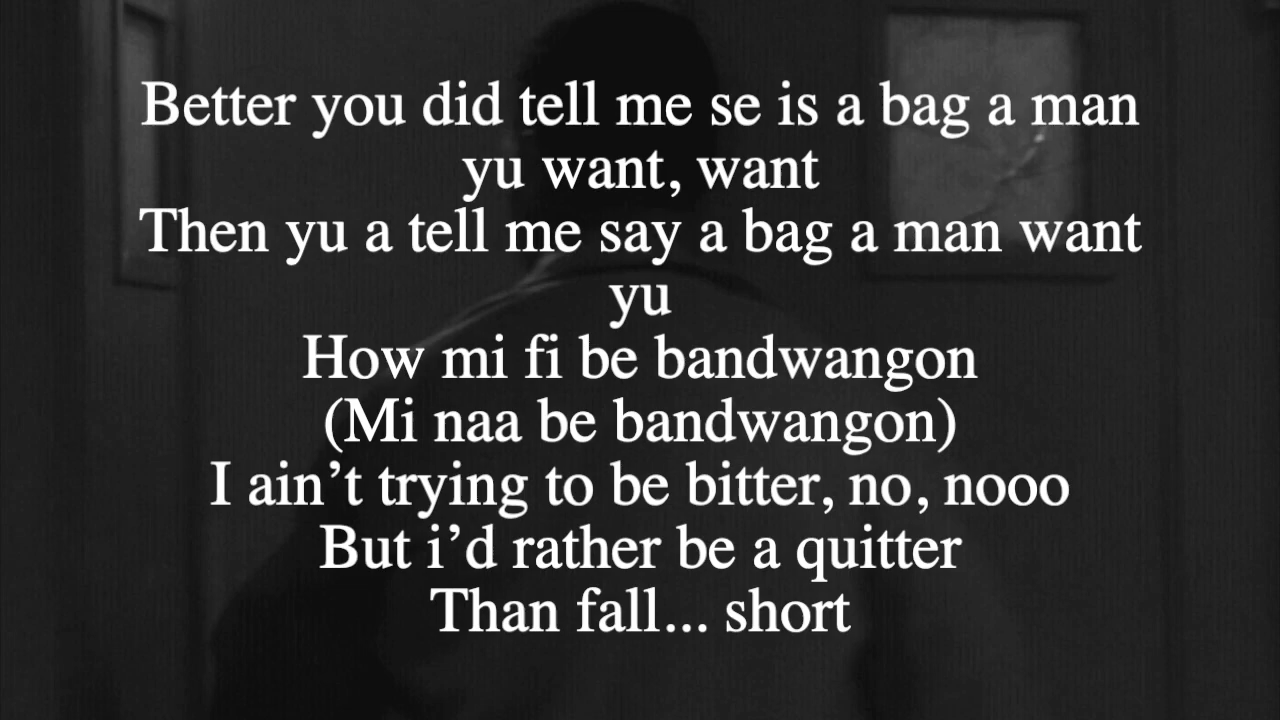 Better you did tell me se is a bag a man
yu want, want
Then yu a tell me say a bag a man want
yu
How mi fi be bandwangon
(Mi naa be bandwangon)
I ain’t trying to be bitter, no, nooo
But i’d rather be a quitter
Than fall... short